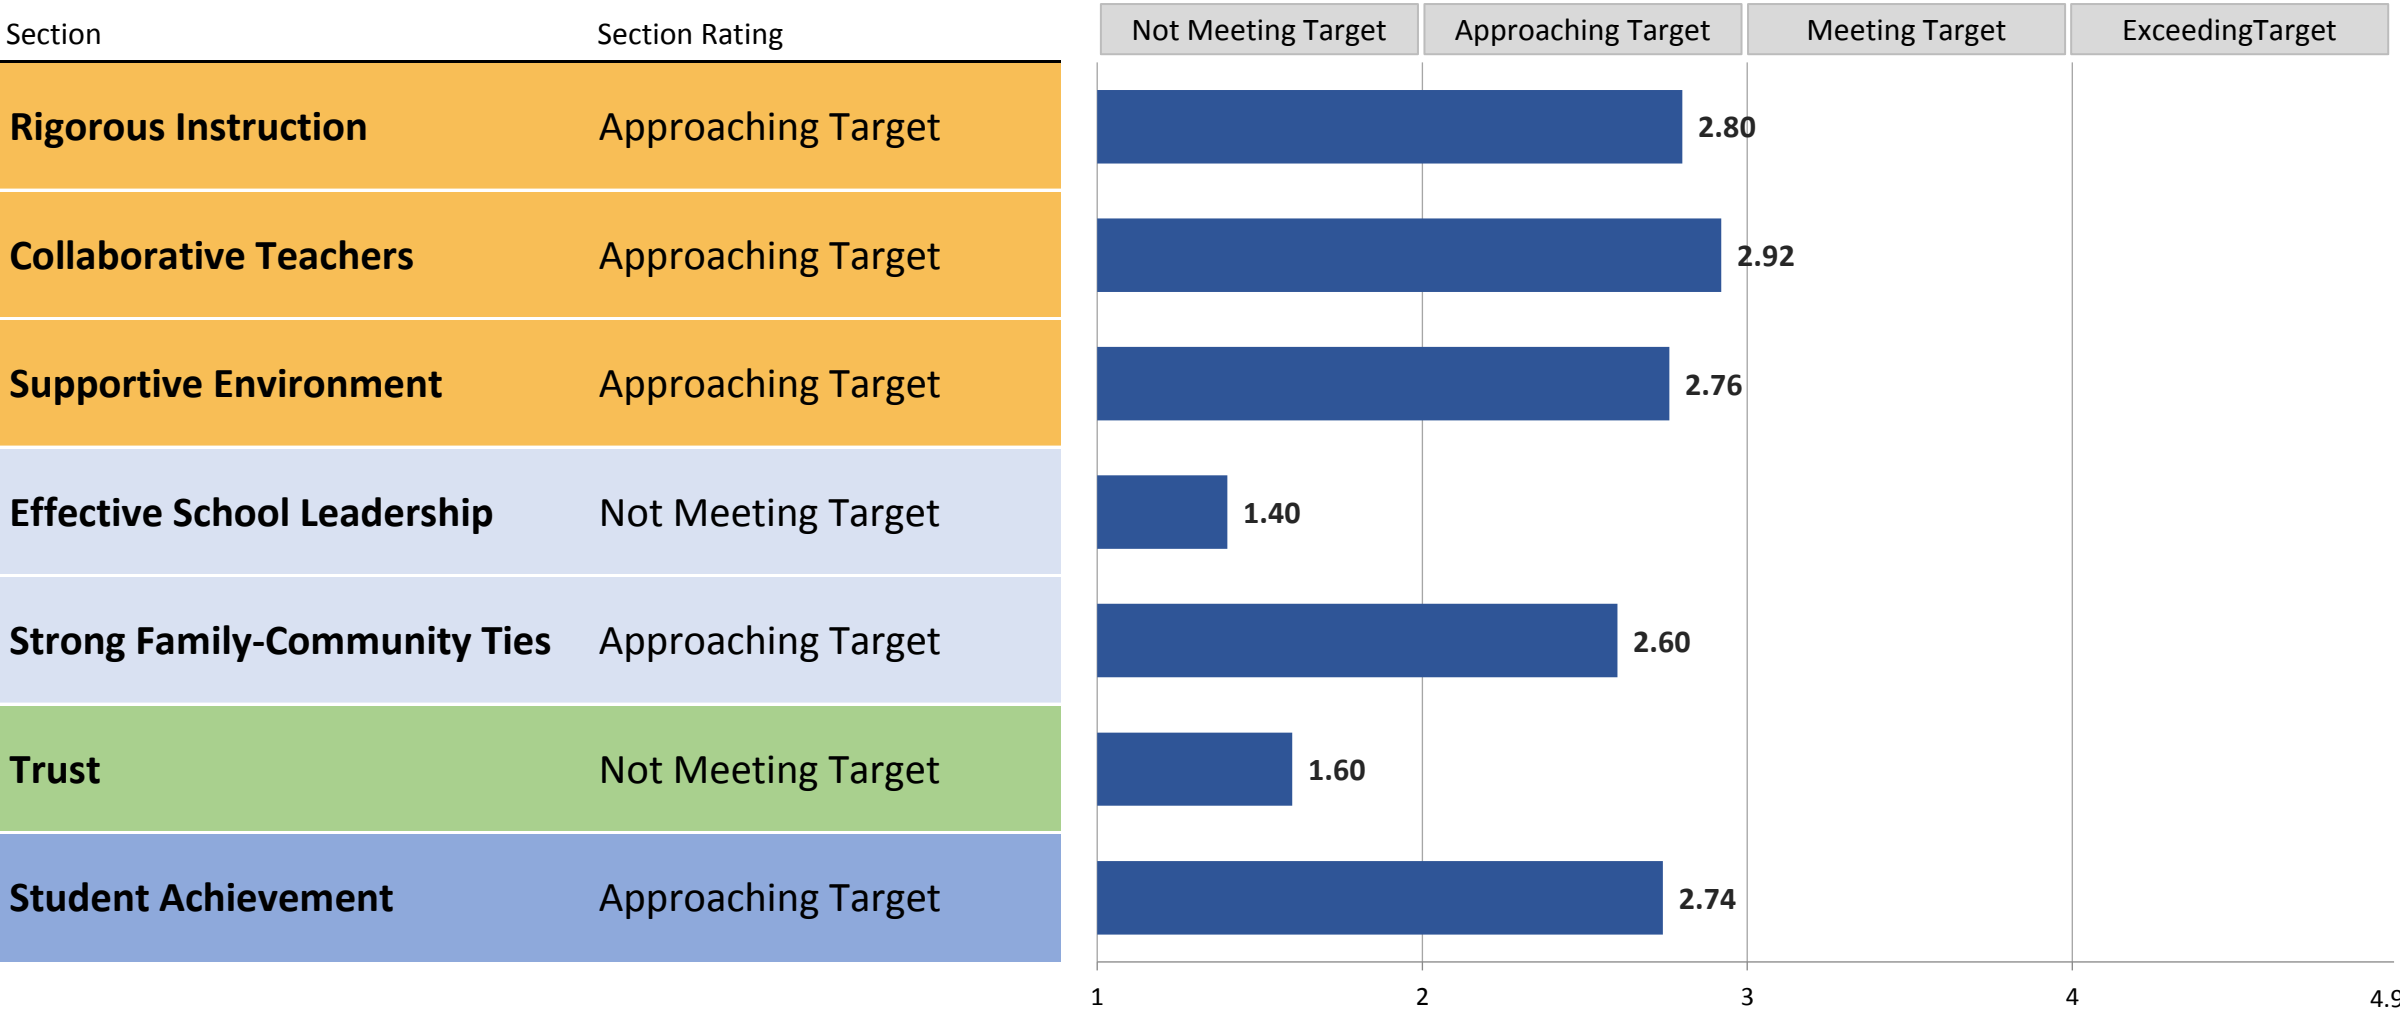 Section Section Rating Not Meeting Target Approaching Target Meeting Target ExceedingTarget
Rigorous Instruction Approaching Target 2.80
Collaborative Teachers Approaching Target 2.92
Supportive Environment Approaching Target 2.76
Effective School Leadership Not Meeting Target 1.40
Strong Family-Community Ties Approaching Target 2.60
Trust Not Meeting Target 1.60
Student Achievement Approaching Target 2.74
1 2 3 4 4.9